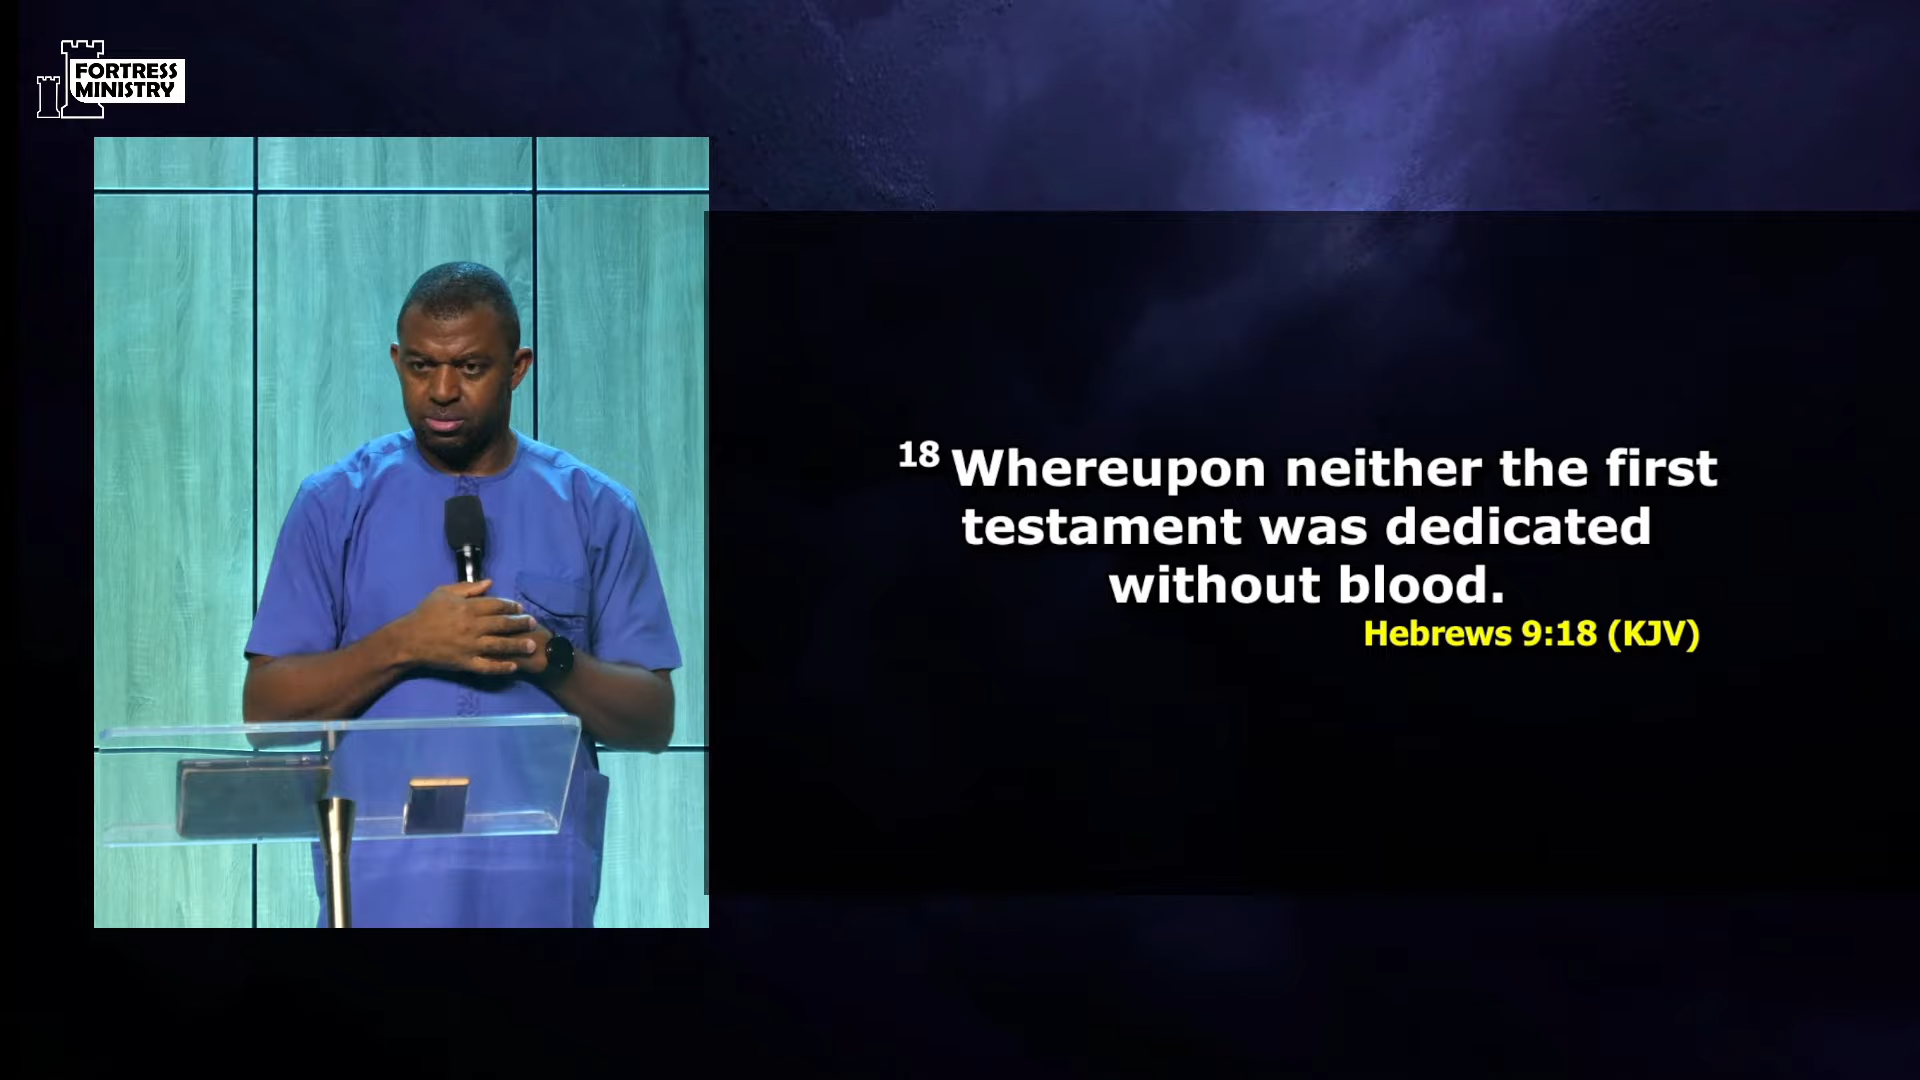 FORTRESS
MINISTRY
18 Whereupon neither the first
testament was dedicated
without blood.
Hebrews 9:18 (KJV)